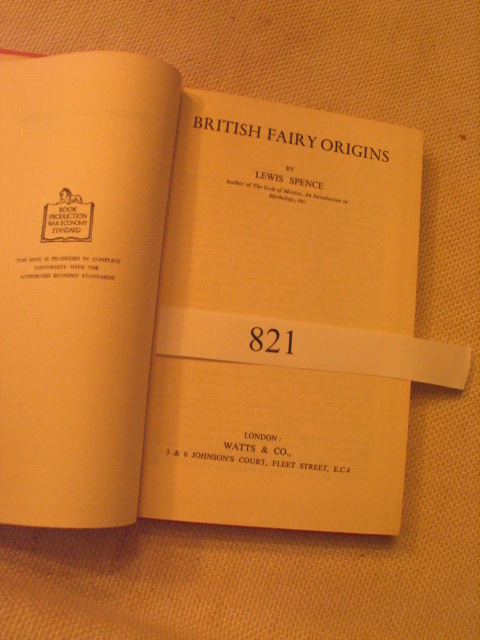 BOOK
PRODUCTION
WAR ECONOMY
STANDARD
THIS BOOK IS PRODUCED IN COMPLETE
CONFORMITY WITH THE
AUTHORIZED ECONOMY STANDARDS
BRITISH FAIRY ORIGINS
BY
LEWIS SPENCE
Author of The Gods of Mexico, An Introduction to
Mythology, etc.
821
LONDON:
WATTS & CO.,
5 & 6 JOHNSON'S COURT, FLEET STREET, E.C.4